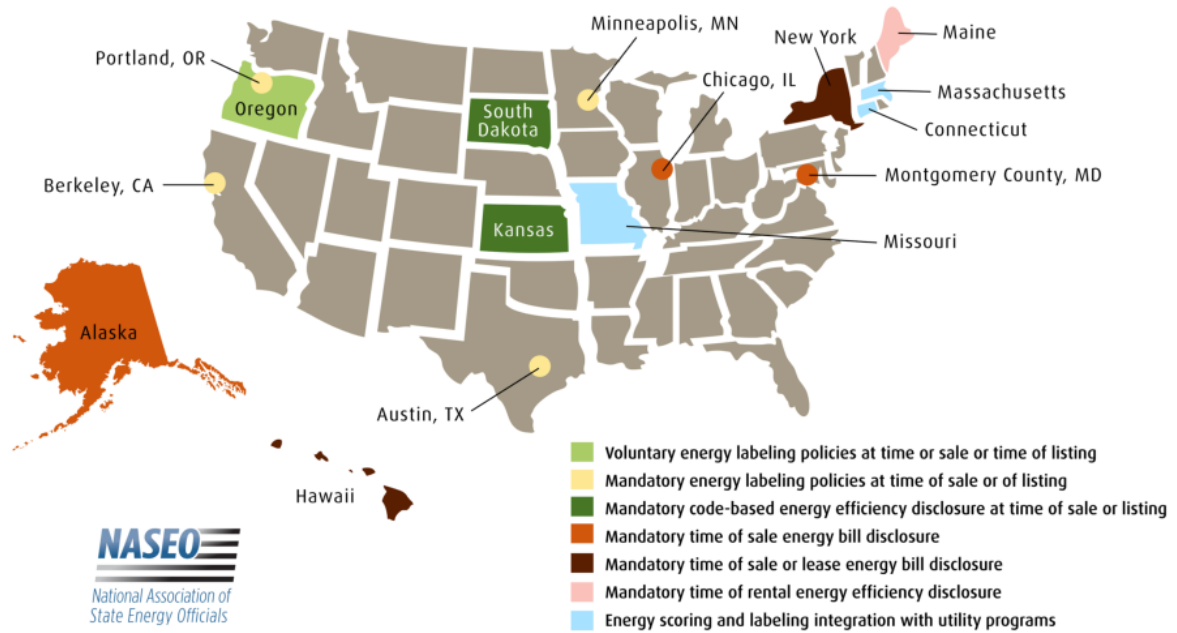 Minneapolis, MN
New York
Maine
Portland, OR
Chicago, IL
Oregon
South
Dakota
Massachusetts
Connecticut
Berkeley, CA
Montgomery County, MD
Kansas
Missouri
Alaska
Austin, TX
Hawaii
Voluntary energy labeling policies at time or sale or time of listing
Mandatory energy labeling policies at time of sale or of listing
Mandatory code-based energy efficiency disclosure at time of sale or listing
Mandatory time of sale energy bill disclosure
Mandatory time of sale or lease energy bill disclosure
Mandatory time of rental energy efficiency disclosure
Energy scoring and labeling integration with utility programs
NASEO
National Association of
State Energy Officials